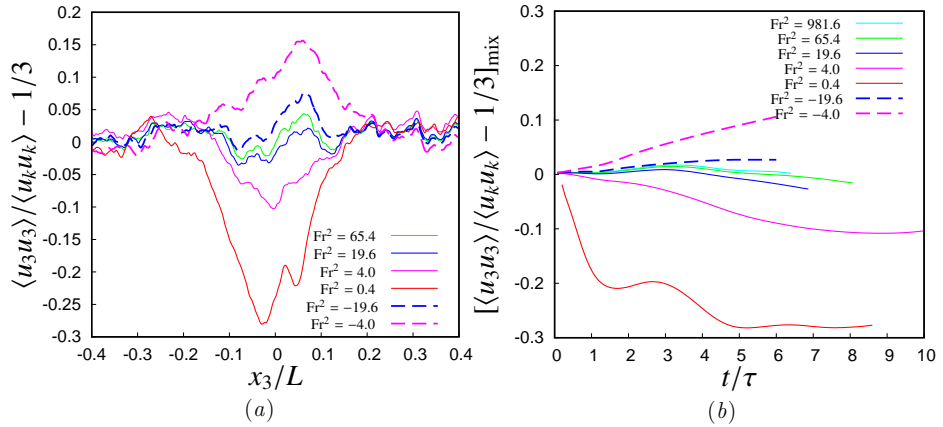 ⟨u₃u₃⟩/⟨uₖuₖ⟩ − 1/3
0.15
0.1
0.05
0
-0.05
-0.1
-0.15
-0.2
-0.25
-0.3
Fr² = 65.4
Fr² = 19.6
Fr² = 4.0
Fr² = 0.4
Fr² = −19.6
Fr² = −4.0
-0.4 -0.3 -0.2 -0.1 0 0.1 0.2 0.3 0.4
x₃/L
(a)
[⟨u₃u₃⟩/⟨uₖuₖ⟩ − 1/3]mix
0.3
0.2
0.1
0
-0.1
-0.2
-0.3
Fr² = 981.6
Fr² = 65.4
Fr² = 19.6
Fr² = 4.0
Fr² = 0.4
Fr² = −19.6
Fr² = −4.0
0 1 2 3 4 5 6 7 8 9 10
t/τ
(b)